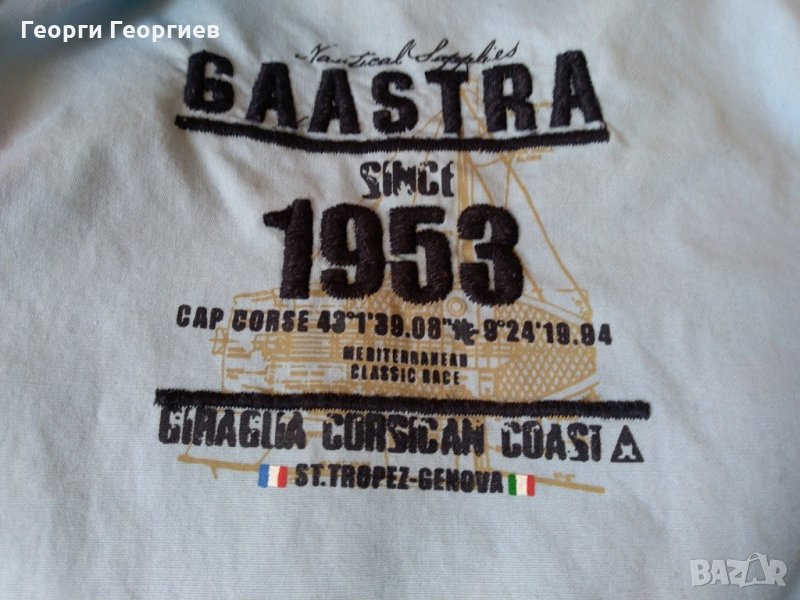 Георги Георгиев
Nautical Supplies
GAASTRA
SINCE
1953
CAP CORSE 43°1'39.08" 9°24'19.94
MEDITERRANEAN
CLASSIC RACE
GIRAGLIA CORSICAN COAST
ST.TROPEZ-GENOVA
BAZAR